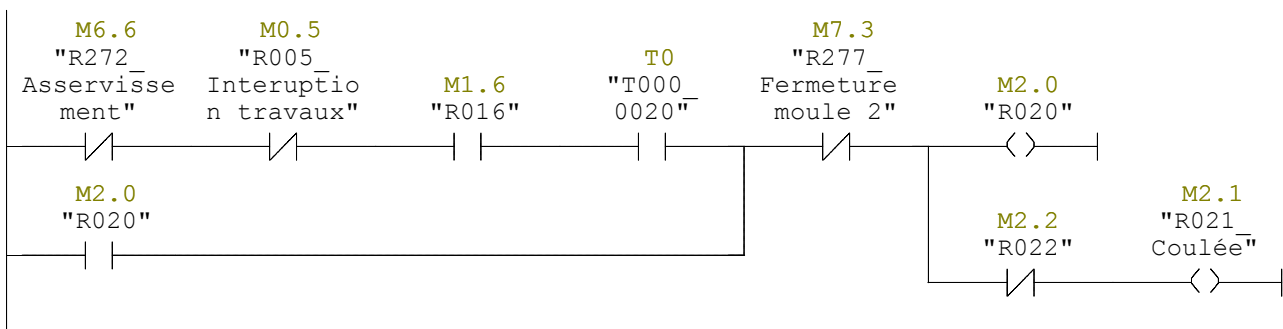 M6.6
"R272_
Asservisse
ment"
M0.5
"R005_
Interuptio
n travaux"
M1.6
"R016"
T0
"T000_
0020"
M7.3
"R277_
Fermeture
moule 2"
M2.0
"R020"
M2.0
"R020"
M2.2
"R022"
M2.1
"R021_
Coulée"